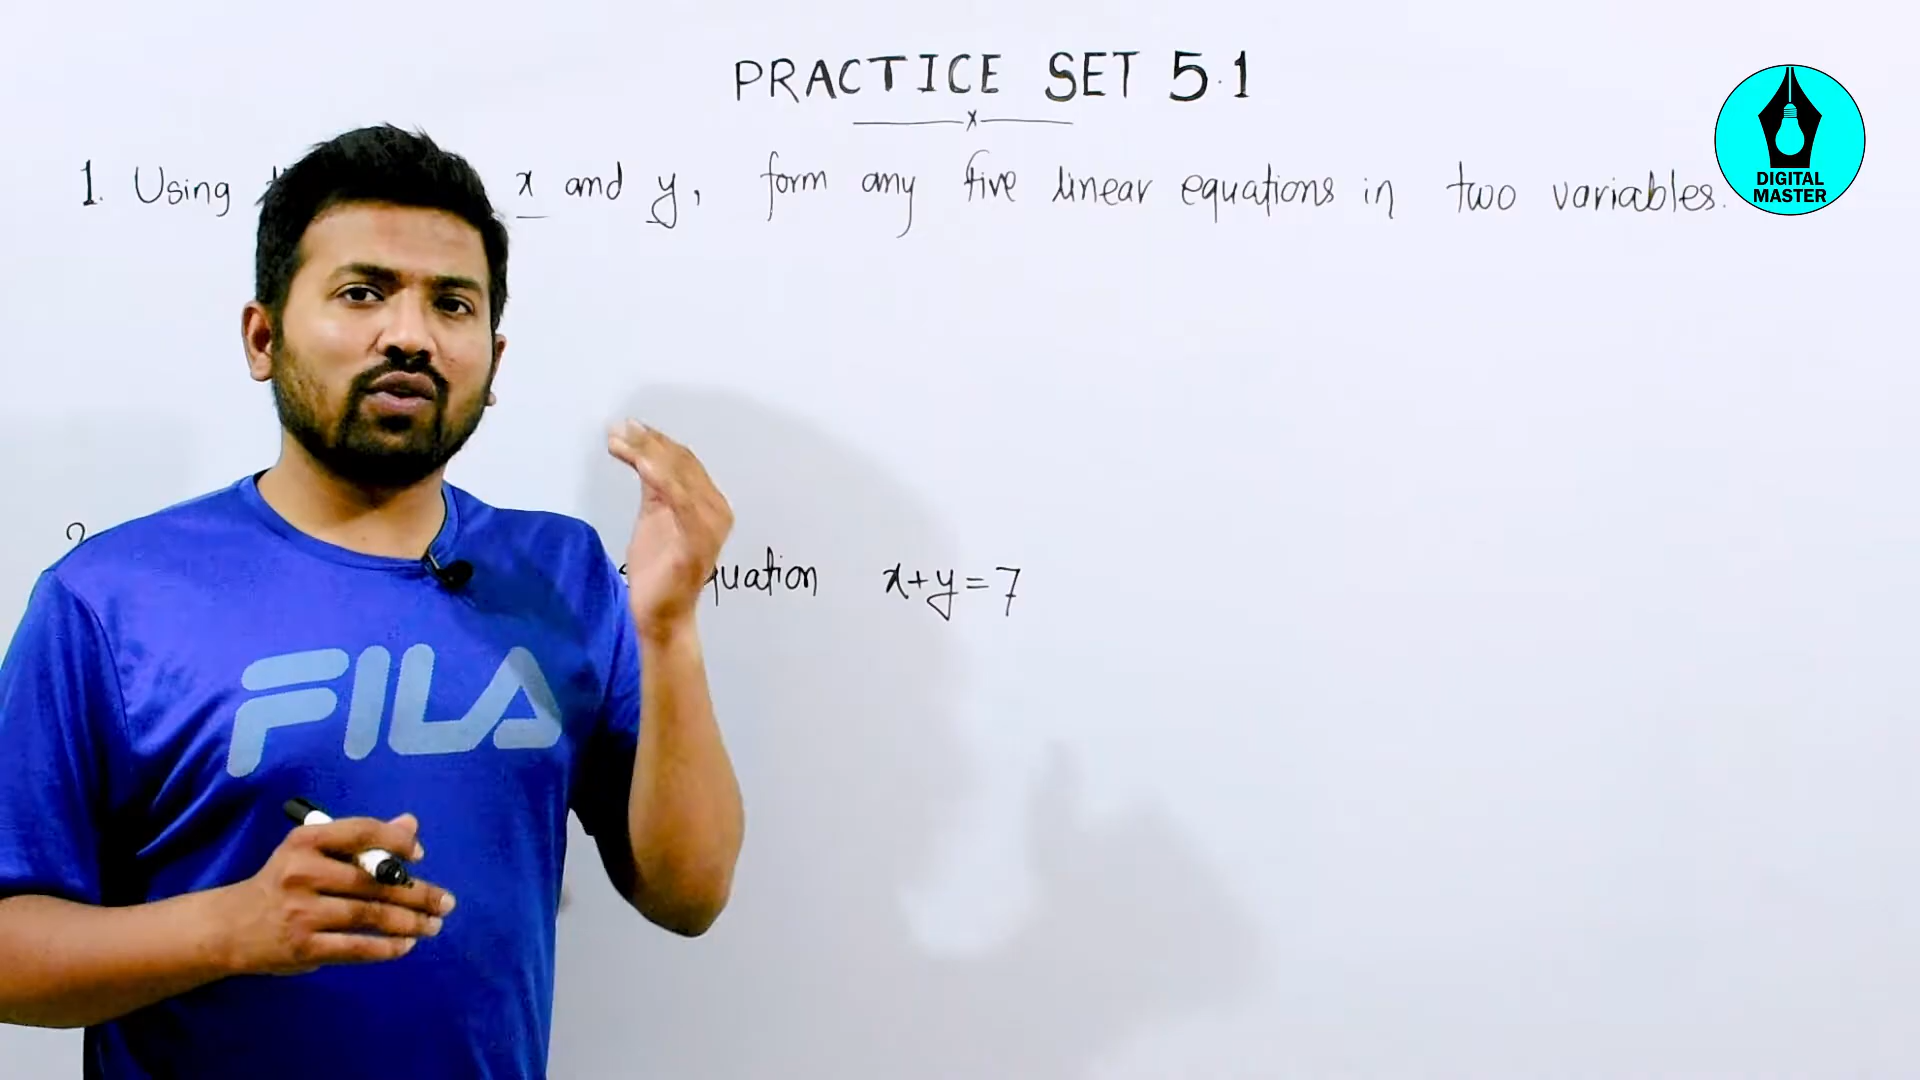 PRACTICE SET 5.1
x
1. Using x and y, form any five linear equations in two variables.
DIGITAL
MASTER
2 x+y=7
FILA